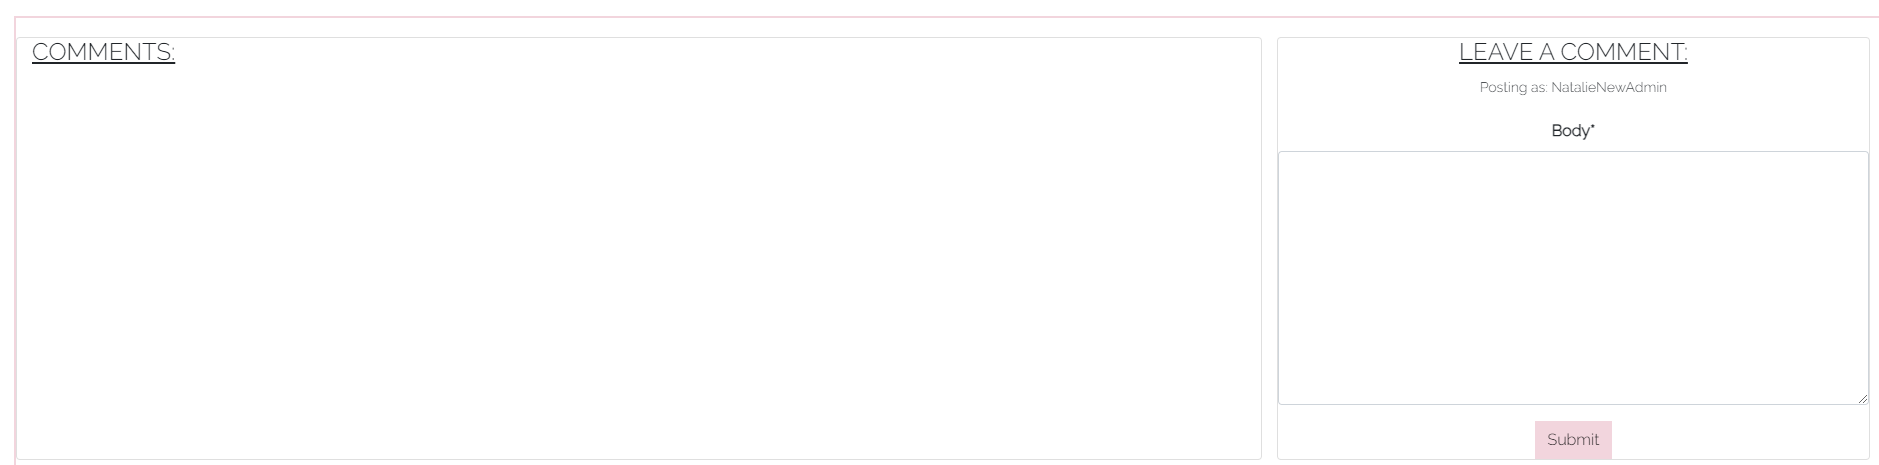 COMMENTS:
LEAVE A COMMENT:
Posting as: NatalieNewAdmin
Body*
Submit